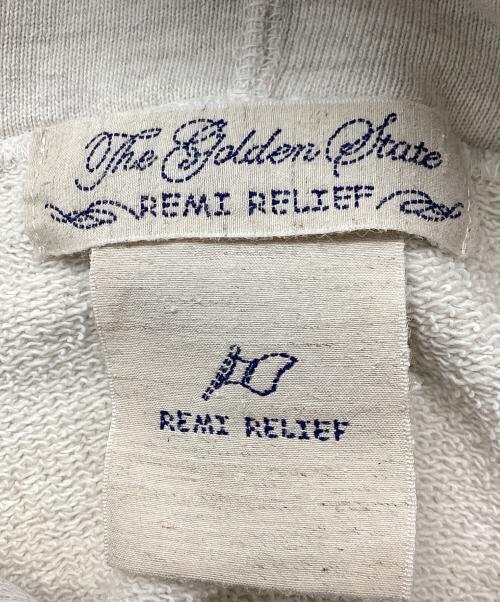 The Golden State
REMI RELIEF
REMI RELIEF